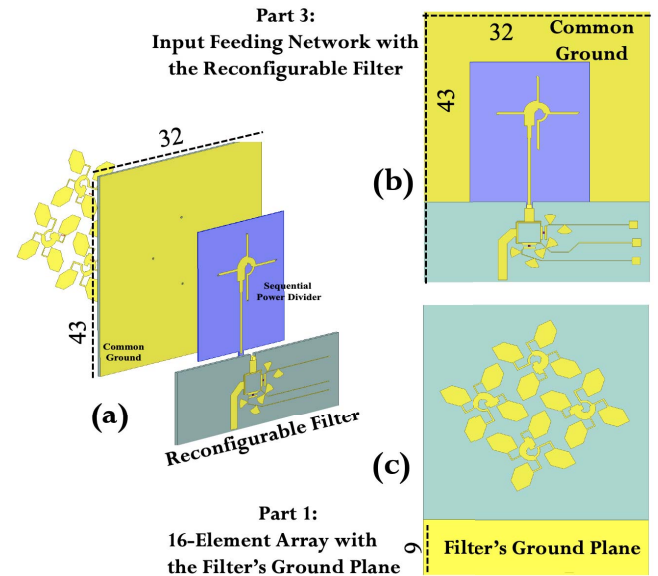 Part 3:
Input Feeding Network with
the Reconfigurable Filter
32
43
Common
Ground
Sequential
Power Divider
Reconfigurable Filter
(a)
32
Common
Ground
43
(b)
(c)
9
Filter's Ground Plane
Part 1:
16-Element Array with
the Filter's Ground Plane